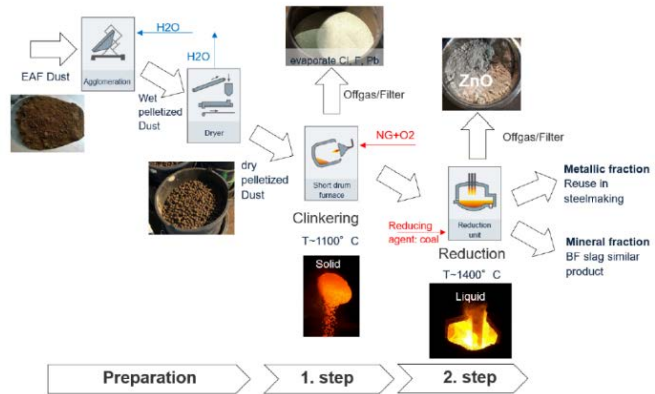 H2O
EAF Dust
Agglomeration
Wet
pelletized
Dust
H2O
Dryer
dry
pelletized
Dust
evaporate Cl, F, Pb
Offgas/Filter
NG+O2
Short drum
furnace
Clinkering
T~1100° C
Solid
ZnO
Offgas/Filter
Reducing
agent: coal
Reduction
unit
Reduction
T~1400° C
Liquid
Metallic fraction
Reuse in
steelmaking
Mineral fraction
BF slag similar
product
Preparation
1. step
2. step